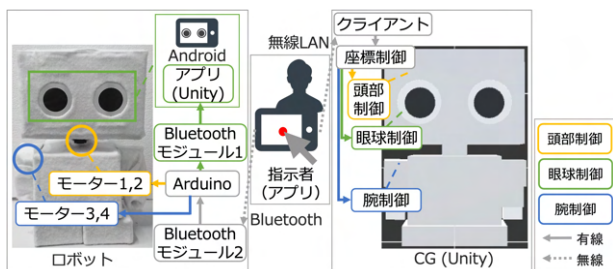 Android
アプリ
(Unity)
Bluetooth
モジュール1
モーター1,2
Arduino
モーター3,4
Bluetooth
モジュール2
ロボット
無線LAN
指示者
(アプリ)
Bluetooth
クライアント
座標制御
頭部
制御
眼球制御
腕制御
CG (Unity)
頭部制御
眼球制御
腕制御
有線
無線